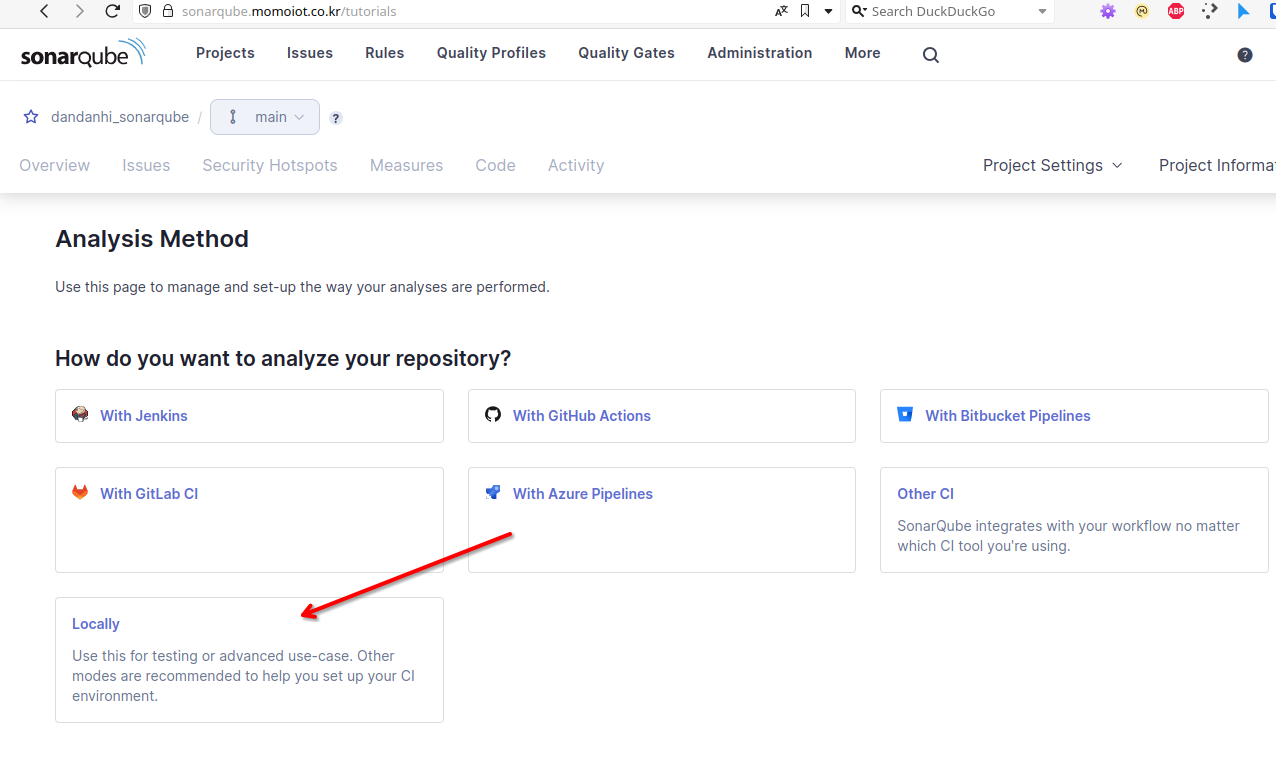 sonarqube.momoiot.co.kr/tutorials
Search DuckDuckGo
ABP
sonarqube
Projects
Issues
Rules
Quality Profiles
Quality Gates
Administration
More
?
dandanhi_sonarqube / main ?
Overview
Issues
Security Hotspots
Measures
Code
Activity
Project Settings
Project Informa
Analysis Method
Use this page to manage and set-up the way your analyses are performed.
How do you want to analyze your repository?
With Jenkins
With GitHub Actions
With Bitbucket Pipelines
With GitLab CI
With Azure Pipelines
Other CI
SonarQube integrates with your workflow no matter
which CI tool you're using.
Locally
Use this for testing or advanced use-case. Other
modes are recommended to help you set up your CI
environment.